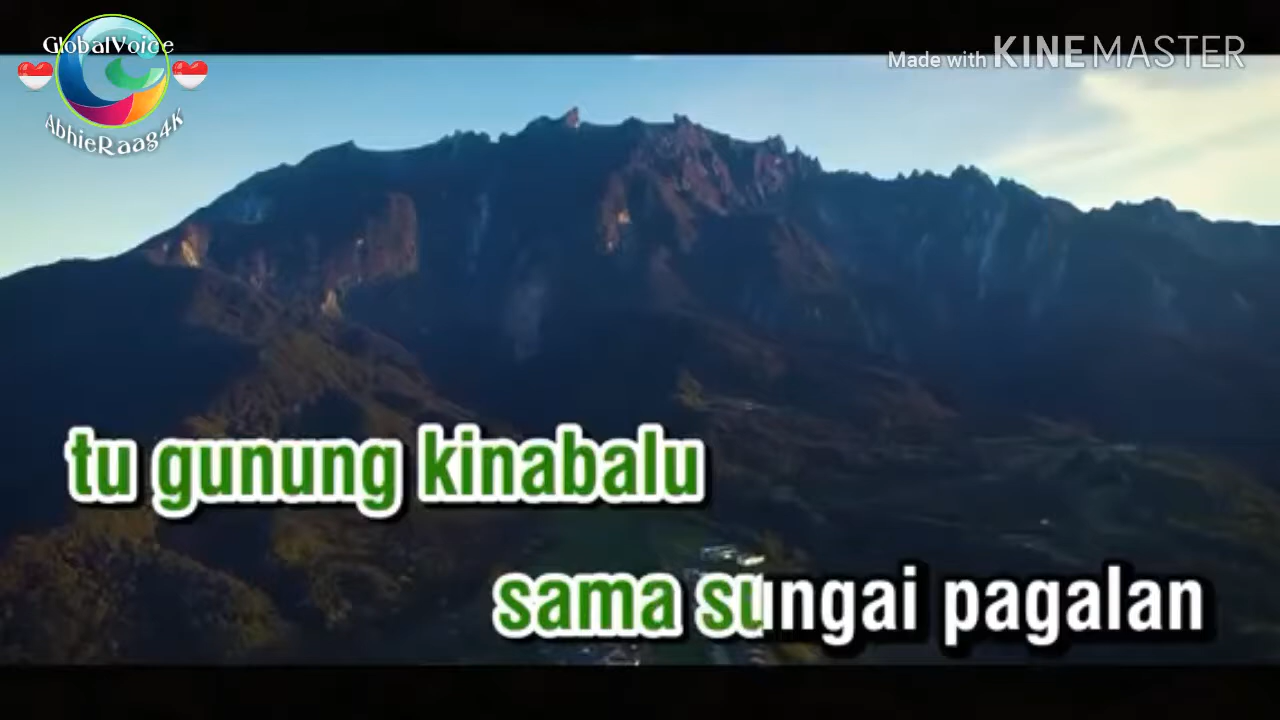 GlobalVoice
AbhieRaag4K
Made with KINEMASTER
tu gunung kinabalu
sama sungai pagalan